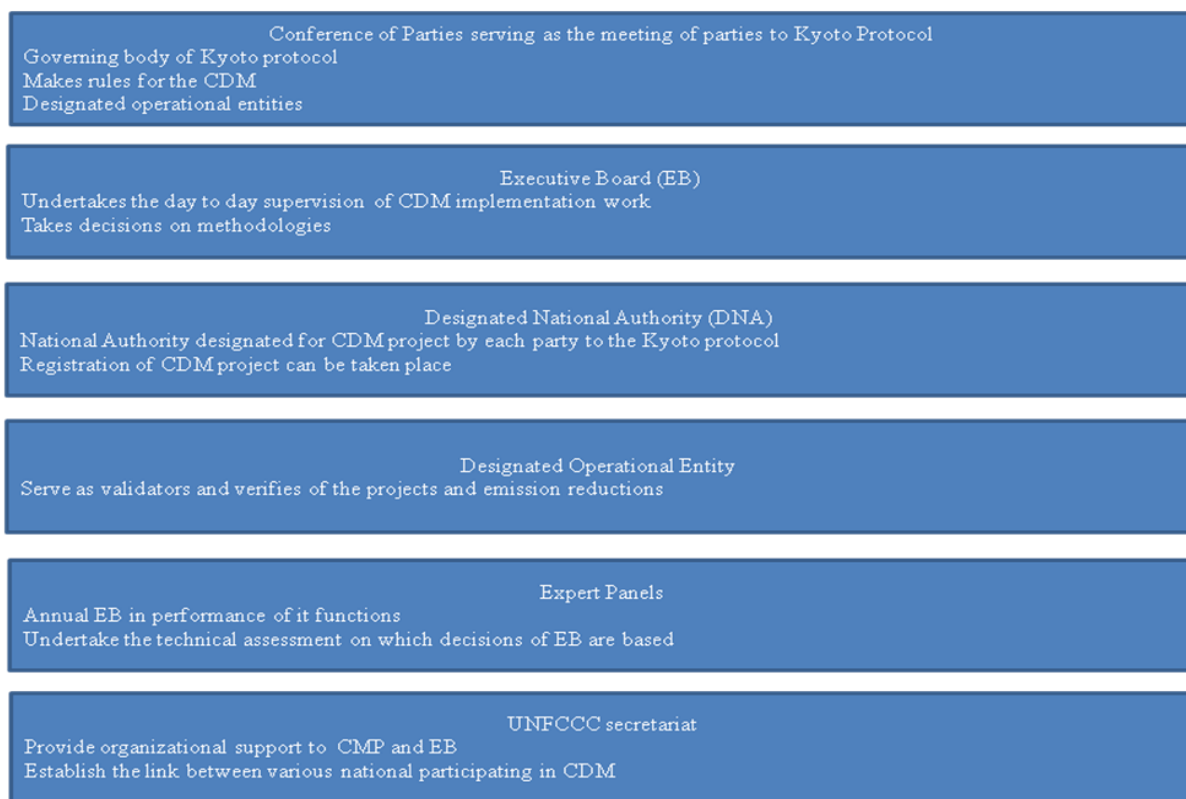 Conference of Parties serving as the meeting of parties to Kyoto Protocol
Governing body of Kyoto protocol
Makes rules for the CDM
Designated operational entities
Executive Board (EB)
Undertakes the day to day supervision of CDM implementation work
Takes decisions on methodologies
Designated National Authority (DNA)
National Authority designated for CDM project by each party to the Kyoto protocol
Registration of CDM project can be taken place
Designated Operational Entity
Serve as validators and verifies of the projects and emission reductions
Expert Panels
Annual EB in performance of it functions
Undertake the technical assessment on which decisions of EB are based
UNFCCC secretariat
Provide organizational support to CMP and EB
Establish the link between various national participating in CDM